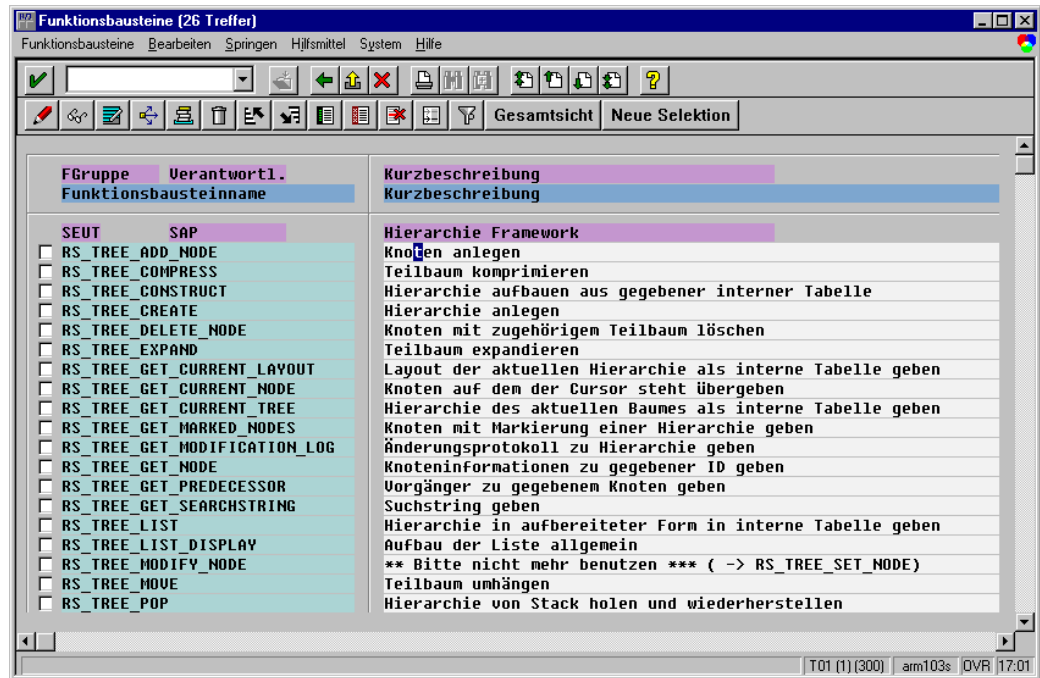 Funktionsbausteine (26 Treffer)
Funktionsbausteine Bearbeiten Springen Hilfsmittel System Hilfe
Gesamtsicht Neue Selektion
FGruppe Verantwortl. Kurzbeschreibung
Funktionsbausteinname Kurzbeschreibung
SEUT SAP Hierarchie Framework
RS_TREE_ADD_NODE Knoten anlegen
RS_TREE_COMPRESS Teilbaum komprimieren
RS_TREE_CONSTRUCT Hierarchie aufbauen aus gegebener interner Tabelle
RS_TREE_CREATE Hierarchie anlegen
RS_TREE_DELETE_NODE Knoten mit zugehörigem Teilbaum löschen
RS_TREE_EXPAND Teilbaum expandieren
RS_TREE_GET_CURRENT_LAYOUT Layout der aktuellen Hierarchie als interne Tabelle geben
RS_TREE_GET_CURRENT_NODE Knoten auf dem der Cursor steht übergeben
RS_TREE_GET_CURRENT_TREE Hierarchie des aktuellen Baumes als interne Tabelle geben
RS_TREE_GET_MARKED_NODES Knoten mit Markierung einer Hierarchie geben
RS_TREE_GET_MODIFICATION_LOG Änderungsprotokoll zu Hierarchie geben
RS_TREE_GET_NODE Knoteninformationen zu gegebener ID geben
RS_TREE_GET_PREDECESSOR Vorgänger zu gegebenem Knoten geben
RS_TREE_GET_SEARCHSTRING Suchstring geben
RS_TREE_LIST Hierarchie in aufbereiteter Form in interne Tabelle geben
RS_TREE_LIST_DISPLAY Aufbau der Liste allgemein
RS_TREE_MODIFY_NODE ** Bitte nicht mehr benutzen *** ( -> RS_TREE_SET_NODE)
RS_TREE_MOVE Teilbaum umhängen
RS_TREE_POP Hierarchie von Stack holen und wiederherstellen
T01 (1) (300) arm103s OVR 17:01